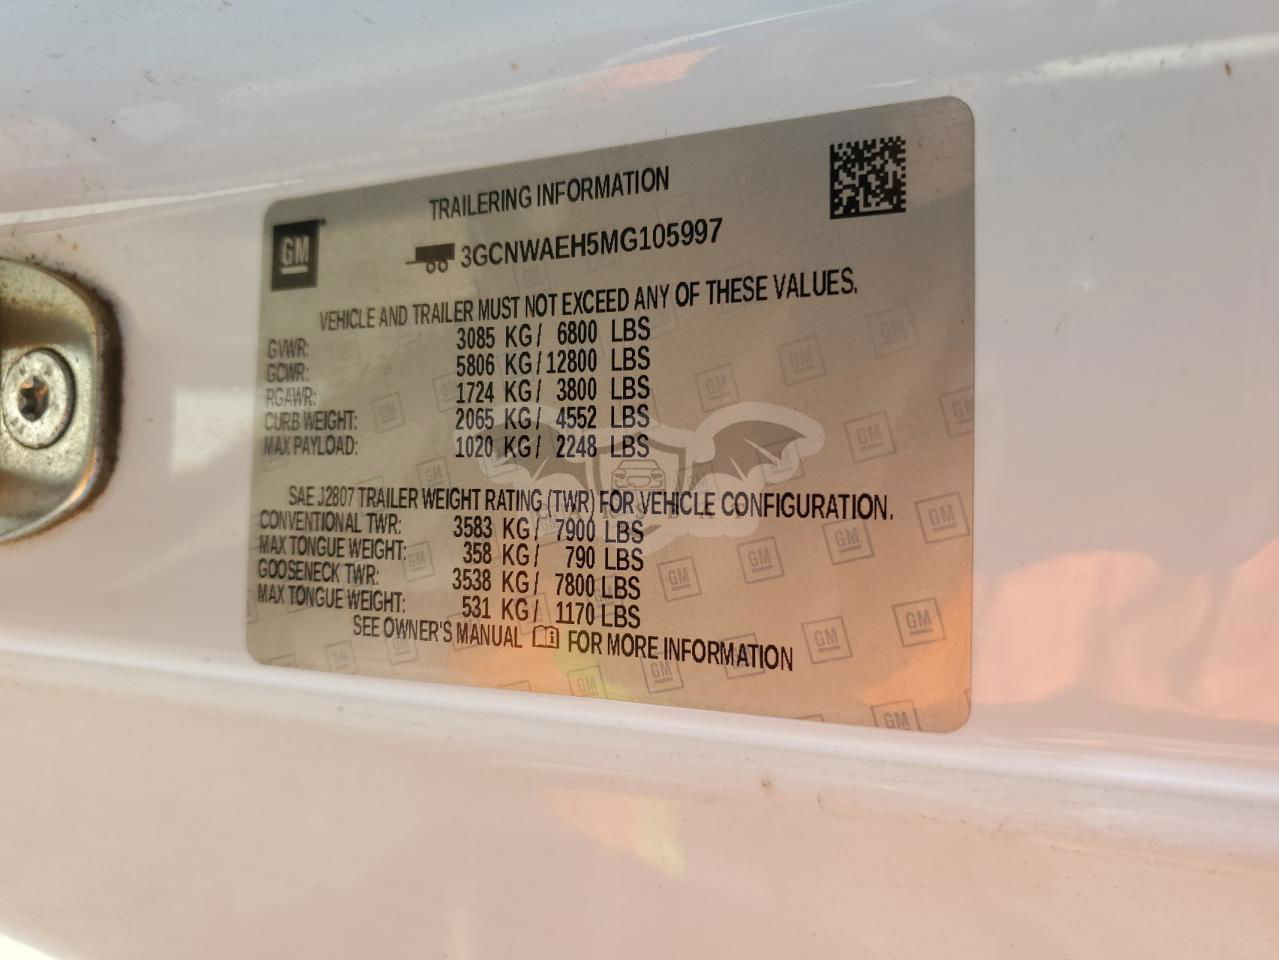 TRAILERING INFORMATION
GM
3GCNWAEH5MG105997
VEHICLE AND TRAILER MUST NOT EXCEED ANY OF THESE VALUES.
GVWR: 3085 KG/ 6800 LBS
GCWR: 5806 KG/12800 LBS
RGAWR: 1724 KG/ 3800 LBS
CURB WEIGHT: 2065 KG/ 4552 LBS
MAX PAYLOAD: 1020 KG/ 2248 LBS
SAE J2807 TRAILER WEIGHT RATING (TWR) FOR VEHICLE CONFIGURATION.
CONVENTIONAL TWR: 3583 KG/ 7900 LBS
MAX TONGUE WEIGHT: 358 KG/ 790 LBS
GOOSENECK TWR: 3538 KG/ 7800 LBS
MAX TONGUE WEIGHT: 531 KG/ 1170 LBS
SEE OWNER'S MANUAL FOR MORE INFORMATION